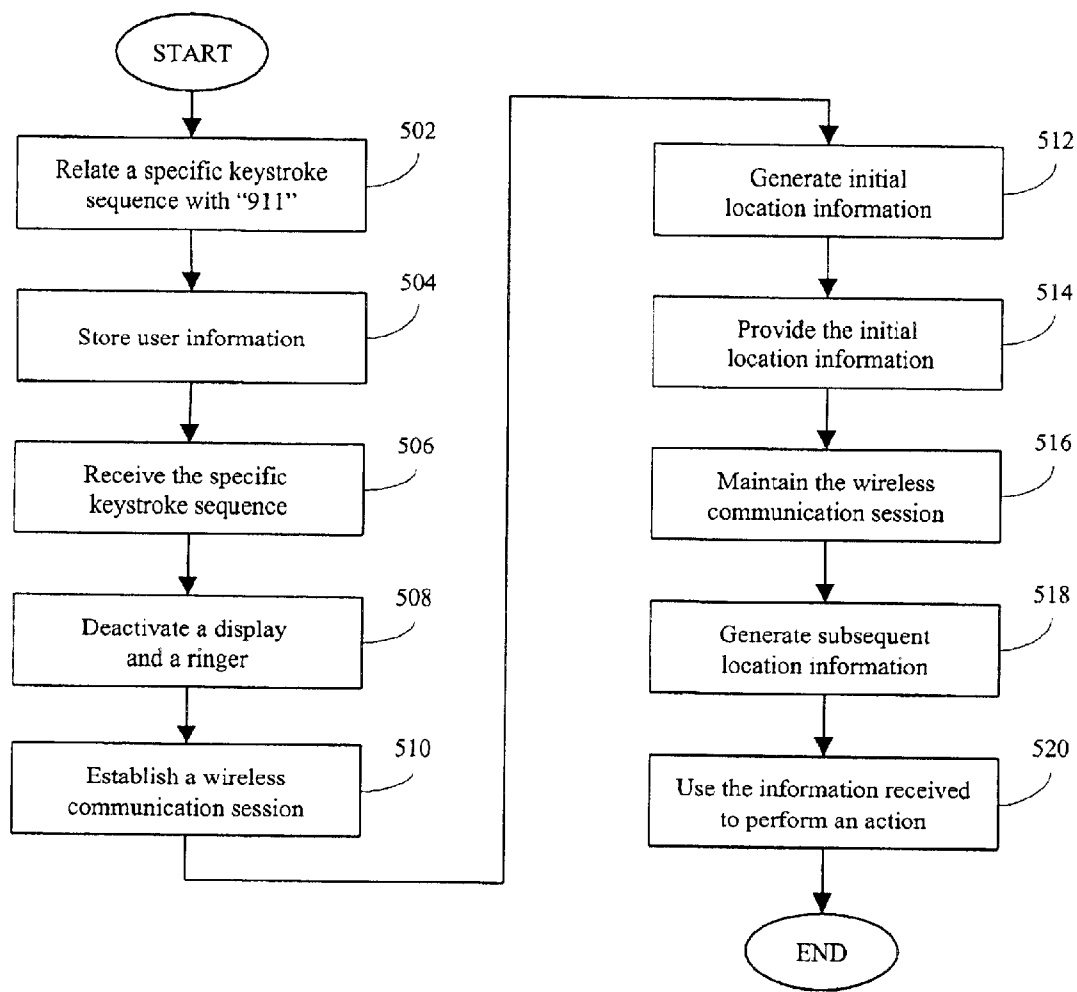 START
502
Relate a specific keystroke
sequence with “911”
504
Store user information
506
Receive the specific
keystroke sequence
508
Deactivate a display
and a ringer
510
Establish a wireless
communication session
512
Generate initial
location information
514
Provide the initial
location information
516
Maintain the wireless
communication session
518
Generate subsequent
location information
520
Use the information received
to perform an action
END